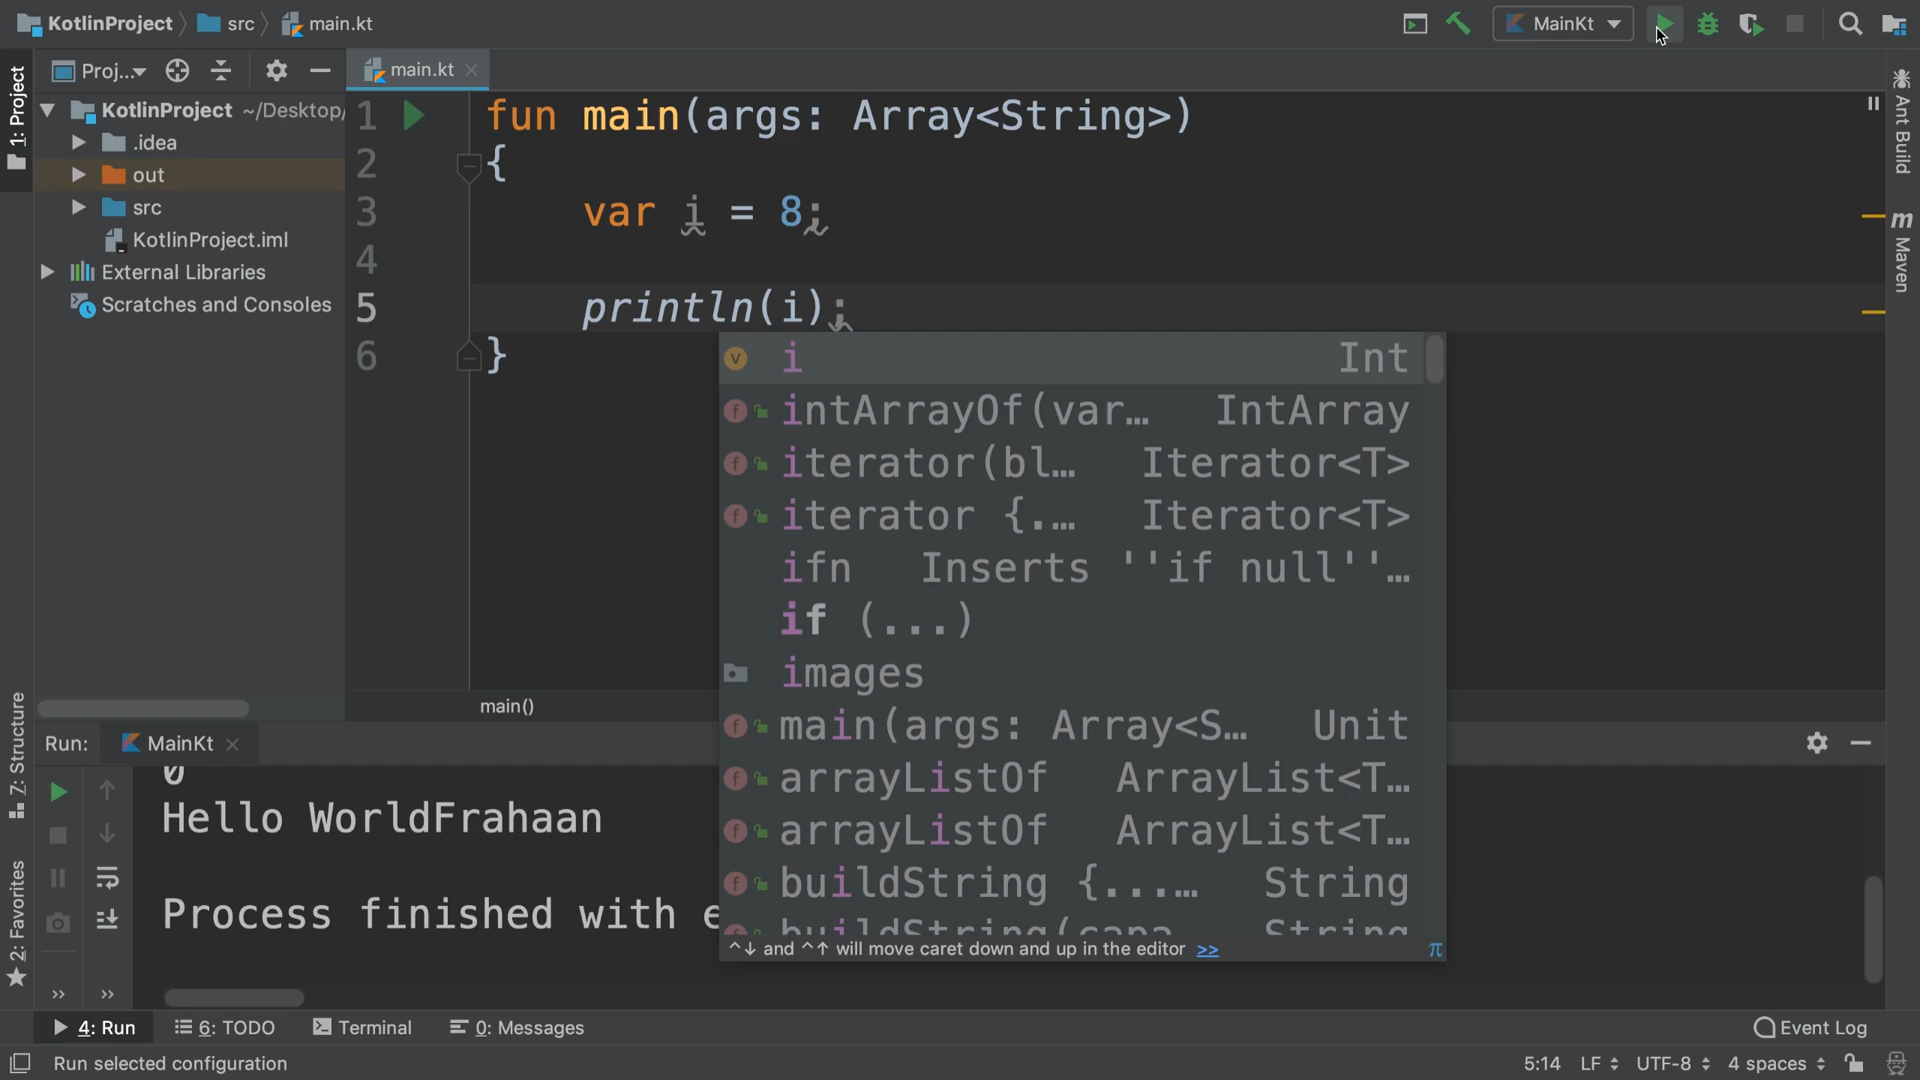 KotlinProject src main.kt MainKt
Proj... main.kt
1: Project
KotlinProject ~/Desktop/
.idea
out
src
KotlinProject.iml
External Libraries
Scratches and Consoles
1 fun main(args: Array<String>)
2 {
3 var i = 8;
4
5 println(i);
6 }
i Int
intArrayOf(var… IntArray
iterator(bl… Iterator<T>
iterator {.… Iterator<T>
ifn Inserts ''if null''…
if (...)
images
main(args: Array<S… Unit
arrayListOf ArrayList<T…
arrayListOf ArrayList<T…
buildString {...… String
buildString(capa… String
^↓ and ^↑ will move caret down and up in the editor >>
π
main()
Ant Build
m Maven
7: Structure
2: Favorites
Run: MainKt
0
Hello WorldFrahaan
Process finished with e
4: Run 6: TODO Terminal 0: Messages Event Log
Run selected configuration 5:14 LF UTF-8 4 spaces